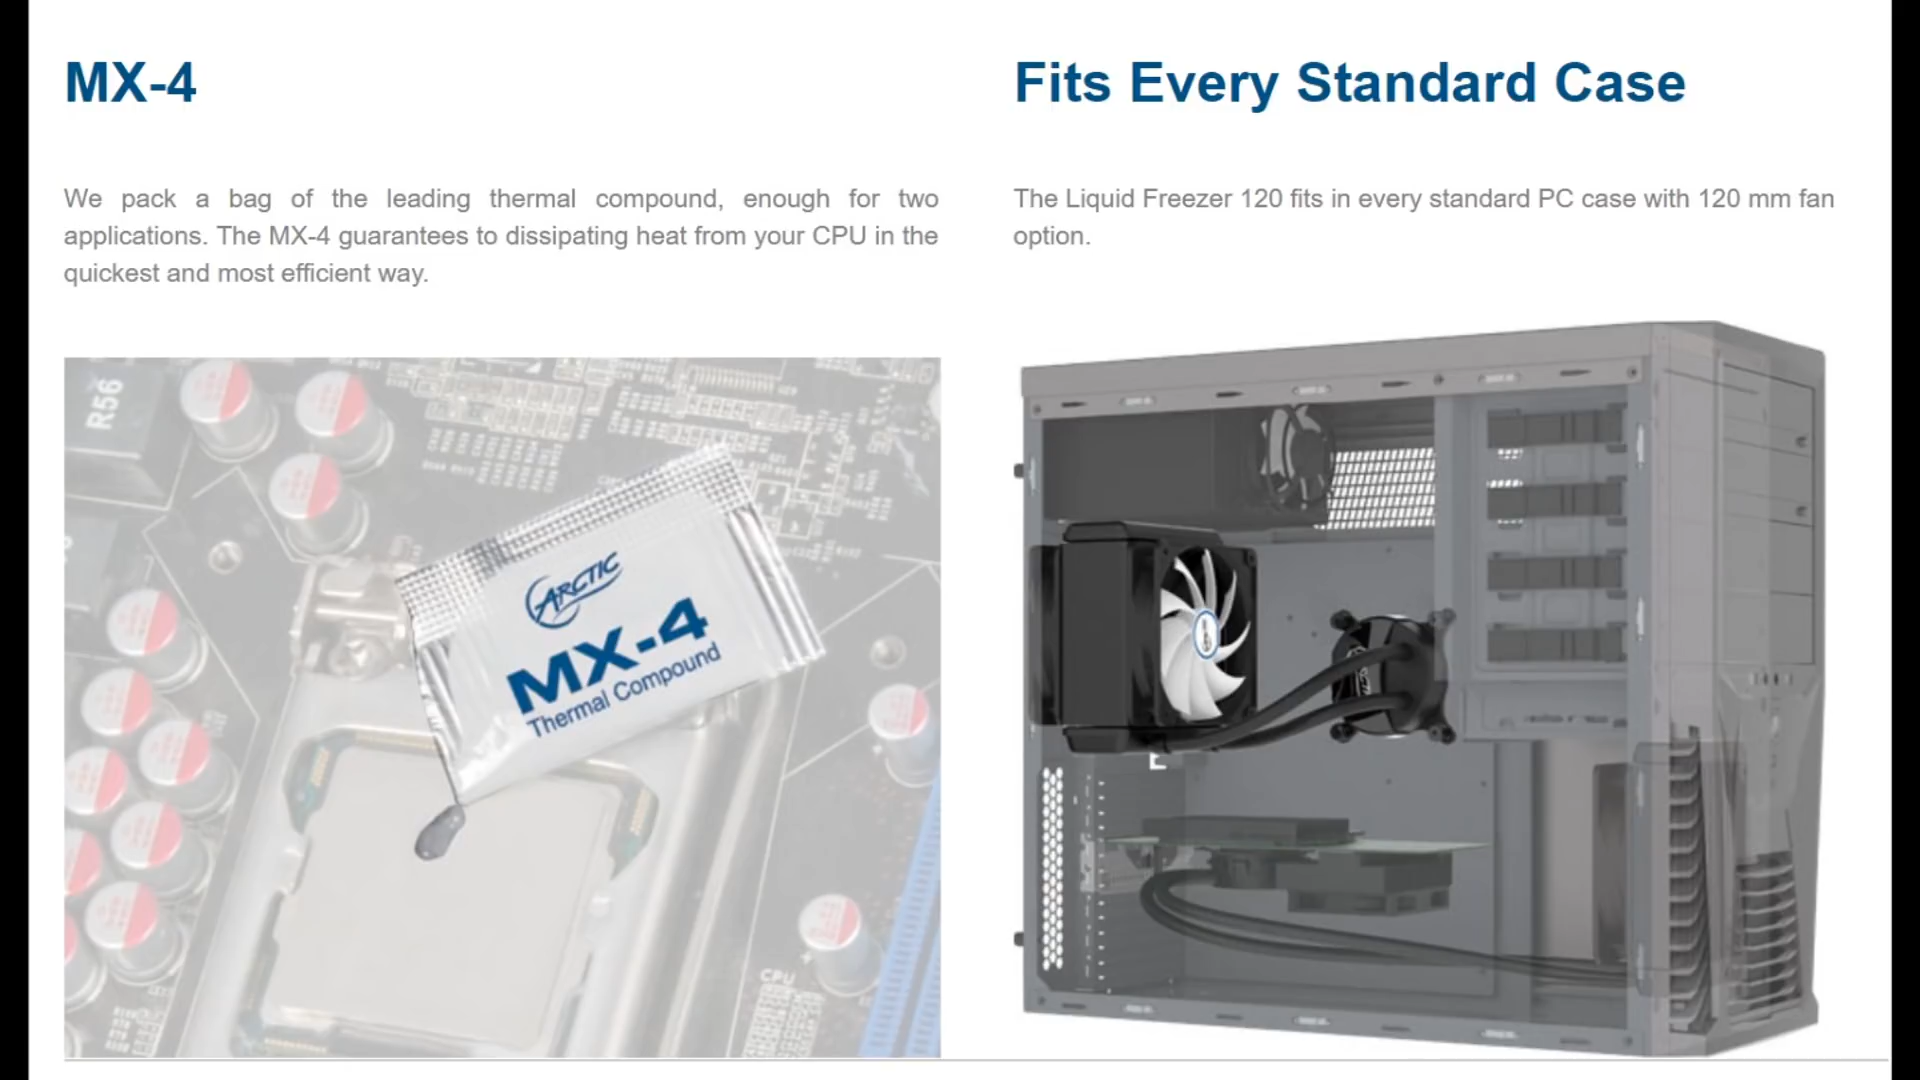 MX-4
We pack a bag of the leading thermal compound, enough for two
applications. The MX-4 guarantees to dissipating heat from your CPU in the
quickest and most efficient way.
R56
ARCTIC
MX-4
Thermal Compound
CPU
Fits Every Standard Case
The Liquid Freezer 120 fits in every standard PC case with 120 mm fan
option.